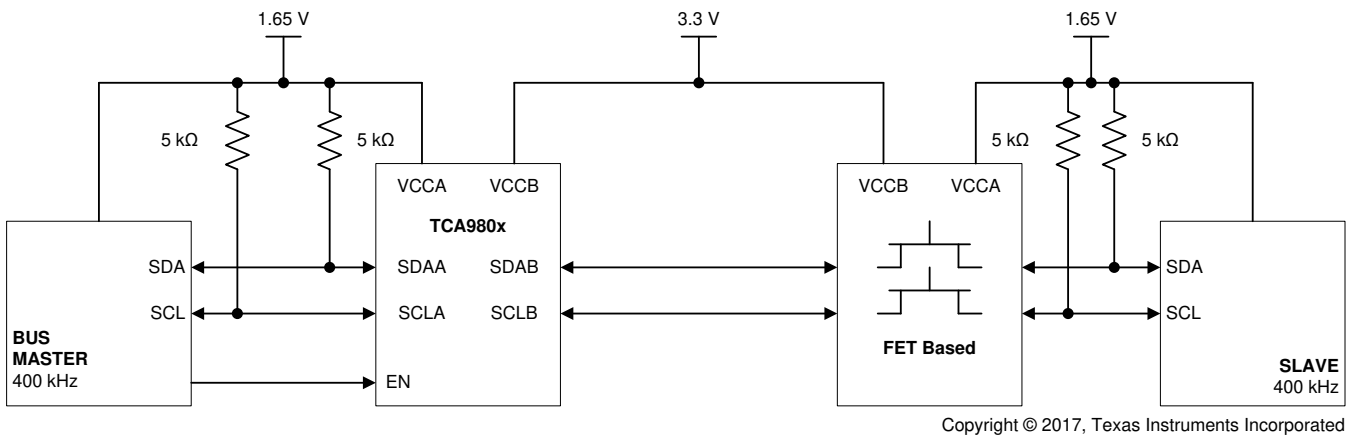 1.65 V
3.3 V
1.65 V
5 kΩ
5 kΩ
5 kΩ
5 kΩ
VCCA VCCB
VCCB VCCA
TCA980x
SDA
SDAA SDAB
SDA
SCL
SCLA SCLB
SCL
BUS
MASTER
400 kHz
EN
FET Based
SLAVE
400 kHz
Copyright © 2017, Texas Instruments Incorporated